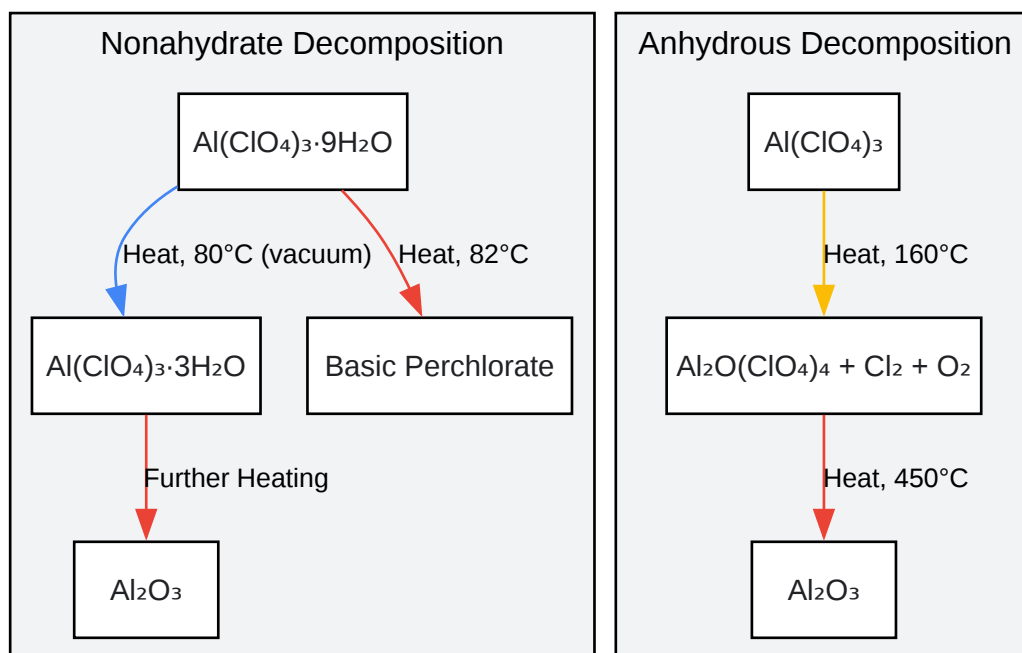 Nonahydrate Decomposition
Al(ClO₄)₃·9H₂O
Heat, 80°C (vacuum)
Heat, 82°C
Al(ClO₄)₃·3H₂O
Basic Perchlorate
Further Heating
Al₂O₃
Anhydrous Decomposition
Al(ClO₄)₃
Heat, 160°C
Al₂O(ClO₄)₄ + Cl₂ + O₂
Heat, 450°C
Al₂O₃